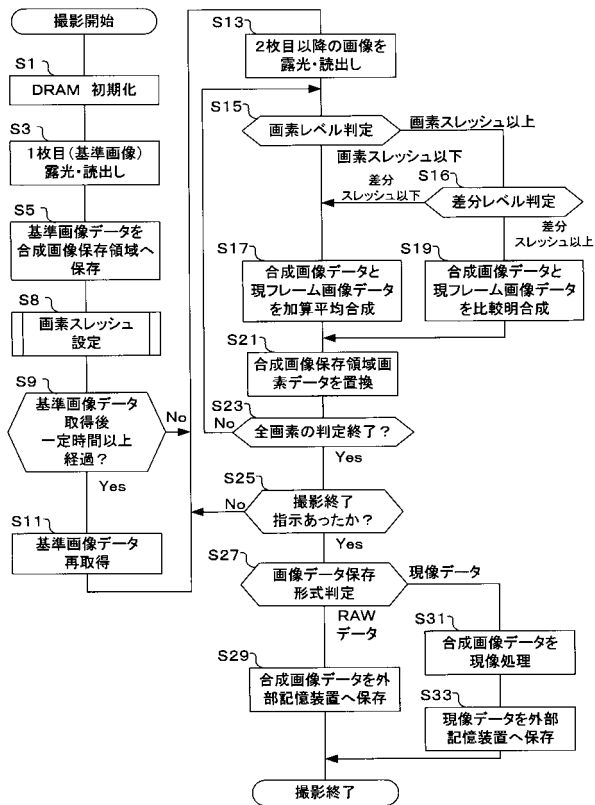 撮影開始
S1
DRAM 初期化
S3
1枚目(基準画像)
露光・読出し
S5
基準画像データを
合成画像保存領域へ
保存
S8
画素スレッシュ
設定
S9
基準画像データ
取得後
一定時間以上
経過?
No
Yes
S11
基準画像データ
再取得
S13
2枚目以降の画像を
露光・読出し
S15
画素レベル判定
画素スレッシュ以上
画素スレッシュ以下
S16
差分レベル判定
差分
スレッシュ以下
差分
スレッシュ以上
S17
合成画像データと
現フレーム画像データ
を加算平均合成
S19
合成画像データと
現フレーム画像データ
を比較明合成
S21
合成画像保存領域画
素データを置換
S23
No
全画素の判定終了?
Yes
S25
No
撮影終了
指示あったか?
Yes
S27
画像データ保存
形式判定
現像データ
RAW
データ
S29
合成画像データを外
部記憶装置へ保存
S31
合成画像データを
現像処理
S33
現像データを外部
記憶装置へ保存
撮影終了